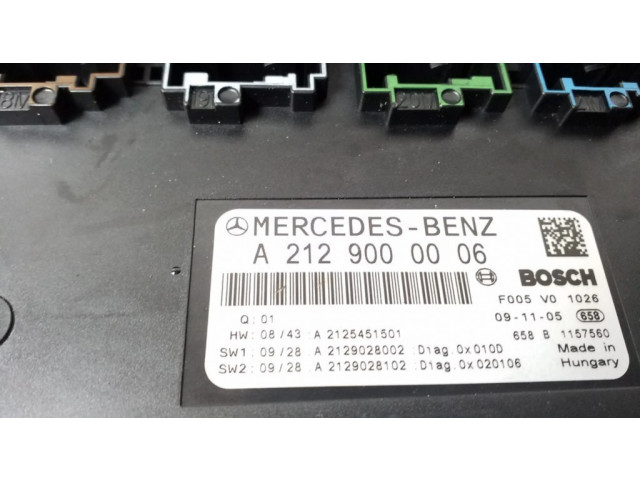 MERCEDES-BENZ
A 212 900 00 06
BOSCH
F005 V0 1026
Q: 01
09-11-05 658
HW: 08/43 A 2125451501
658 B 1157560
SW1: 09/28 A 2129028002 :Diag.0x010D
Made in
SW2: 09/28 A 2129028102 :Diag.0x020106
Hungary